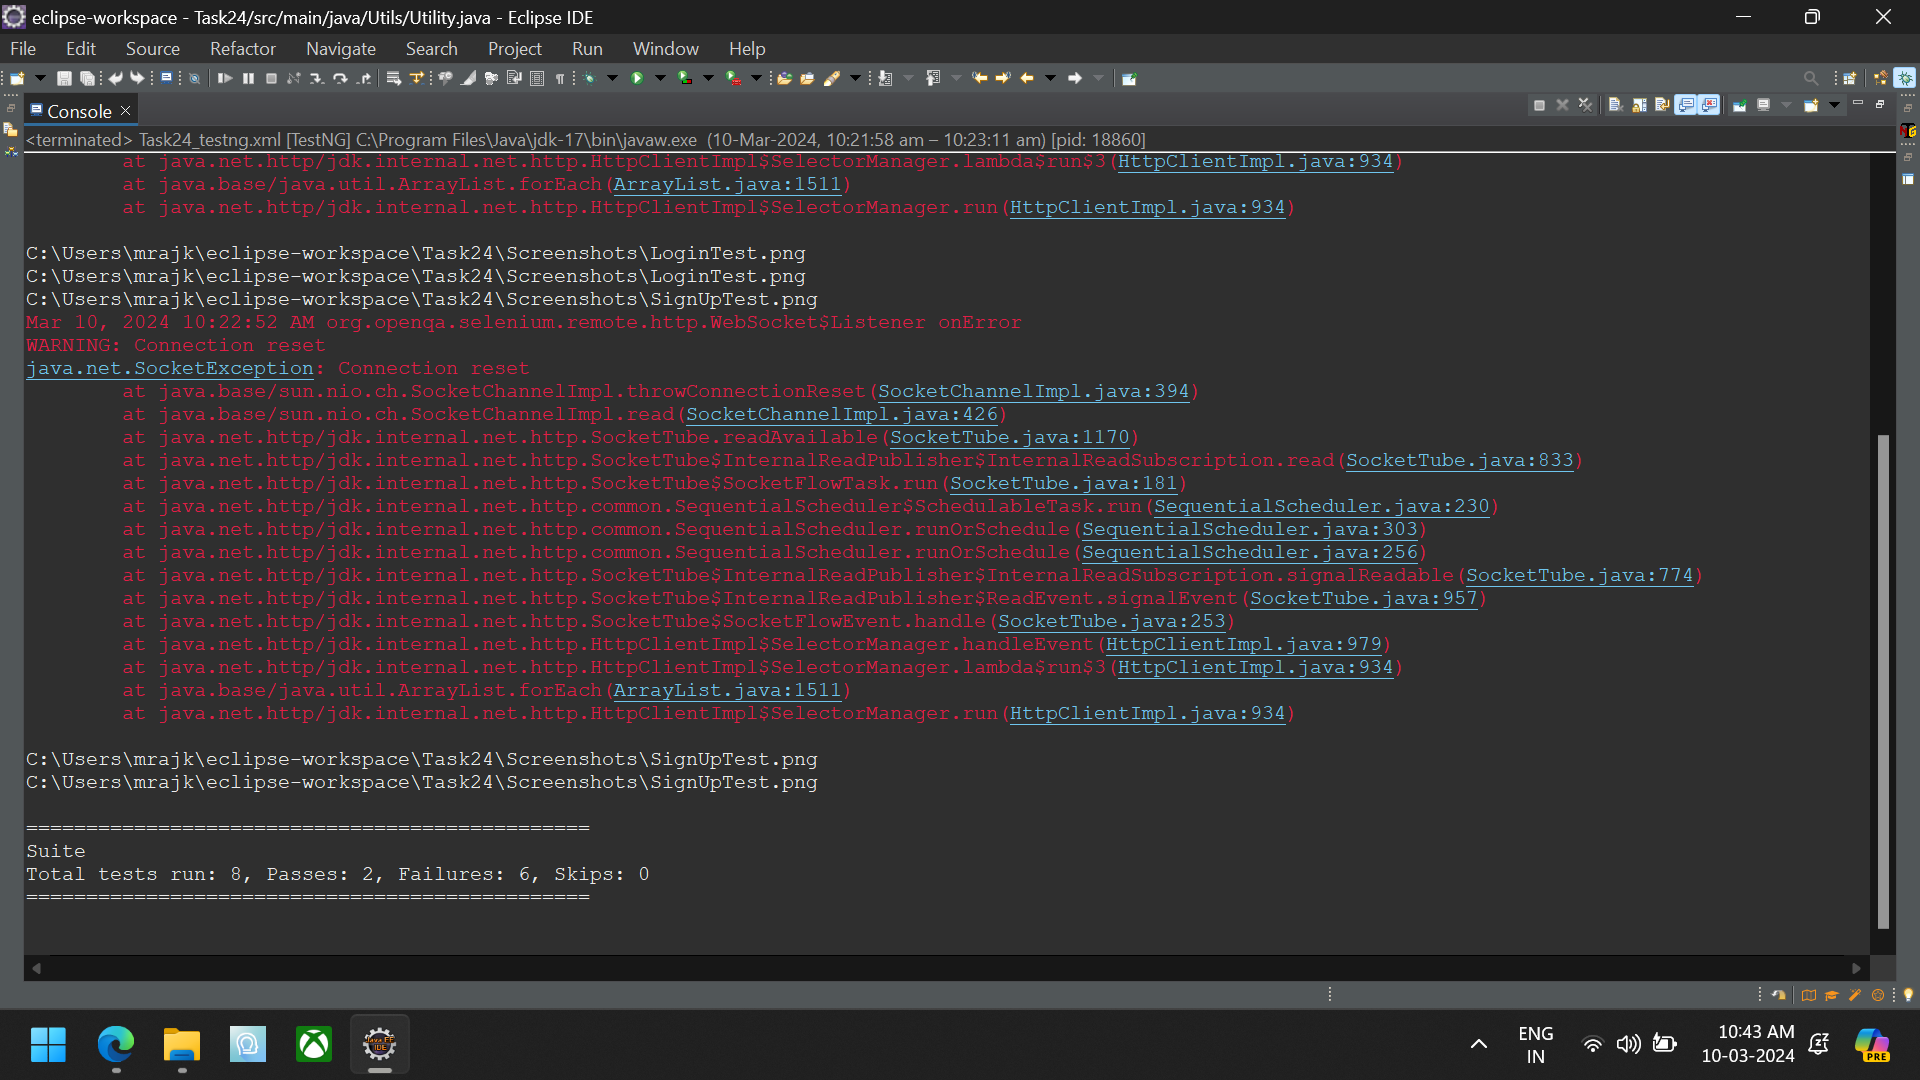 eclipse-workspace - Task24/src/main/java/Utils/Utility.java - Eclipse IDE
File Edit Source Refactor Navigate Search Project Run Window Help
Console
<terminated> Task24_testng.xml [TestNG] C:\Program Files\Java\jdk-17\bin\javaw.exe (10-Mar-2024, 10:21:58 am – 10:23:11 am) [pid: 18860]
at java.net.http/jdk.internal.net.http.HttpClientImpl$SelectorManager.lambda$run$3(HttpClientImpl.java:934)
at java.base/java.util.ArrayList.forEach(ArrayList.java:1511)
at java.net.http/jdk.internal.net.http.HttpClientImpl$SelectorManager.run(HttpClientImpl.java:934)
C:\Users\mrajk\eclipse-workspace\Task24\Screenshots\LoginTest.png
C:\Users\mrajk\eclipse-workspace\Task24\Screenshots\LoginTest.png
C:\Users\mrajk\eclipse-workspace\Task24\Screenshots\SignUpTest.png
Mar 10, 2024 10:22:52 AM org.openqa.selenium.remote.http.WebSocket$Listener onError
WARNING: Connection reset
java.net.SocketException: Connection reset
at java.base/sun.nio.ch.SocketChannelImpl.throwConnectionReset(SocketChannelImpl.java:394)
at java.base/sun.nio.ch.SocketChannelImpl.read(SocketChannelImpl.java:426)
at java.net.http/jdk.internal.net.http.SocketTube.readAvailable(SocketTube.java:1170)
at java.net.http/jdk.internal.net.http.SocketTube$InternalReadPublisher$InternalReadSubscription.read(SocketTube.java:833)
at java.net.http/jdk.internal.net.http.SocketTube$SocketFlowTask.run(SocketTube.java:181)
at java.net.http/jdk.internal.net.http.common.SequentialScheduler$SchedulableTask.run(SequentialScheduler.java:230)
at java.net.http/jdk.internal.net.http.common.SequentialScheduler.runOrSchedule(SequentialScheduler.java:303)
at java.net.http/jdk.internal.net.http.common.SequentialScheduler.runOrSchedule(SequentialScheduler.java:256)
at java.net.http/jdk.internal.net.http.SocketTube$InternalReadPublisher$InternalReadSubscription.signalReadable(SocketTube.java:774)
at java.net.http/jdk.internal.net.http.SocketTube$InternalReadPublisher$ReadEvent.signalEvent(SocketTube.java:957)
at java.net.http/jdk.internal.net.http.SocketTube$SocketFlowEvent.handle(SocketTube.java:253)
at java.net.http/jdk.internal.net.http.HttpClientImpl$SelectorManager.handleEvent(HttpClientImpl.java:979)
at java.net.http/jdk.internal.net.http.HttpClientImpl$SelectorManager.lambda$run$3(HttpClientImpl.java:934)
at java.base/java.util.ArrayList.forEach(ArrayList.java:1511)
at java.net.http/jdk.internal.net.http.HttpClientImpl$SelectorManager.run(HttpClientImpl.java:934)
C:\Users\mrajk\eclipse-workspace\Task24\Screenshots\SignUpTest.png
C:\Users\mrajk\eclipse-workspace\Task24\Screenshots\SignUpTest.png
===============================================
Suite
Total tests run: 8, Passes: 2, Failures: 6, Skips: 0
===============================================
Java EE
IDE
ENG
IN
10:43 AM
10-03-2024
PRE